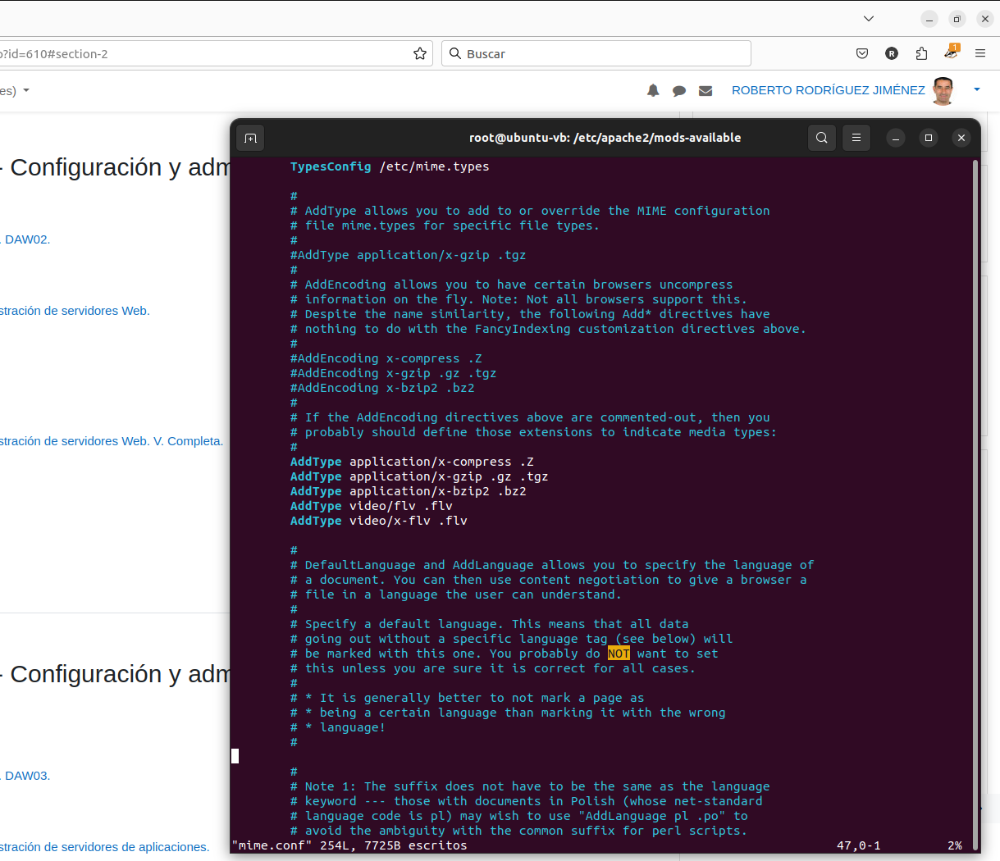 o?id=610#section-2
Buscar
R
1
es)
ROBERTO RODRÍGUEZ JIMÉNEZ
- Configuración y adm
. DAW02.
stración de servidores Web.
stración de servidores Web. V. Completa.
- Configuración y adm
. DAW03.
stración de servidores de aplicaciones.
root@ubuntu-vb: /etc/apache2/mods-available
TypesConfig /etc/mime.types
#
# AddType allows you to add to or override the MIME configuration
# file mime.types for specific file types.
#
#AddType application/x-gzip .tgz
#
# AddEncoding allows you to have certain browsers uncompress
# information on the fly. Note: Not all browsers support this.
# Despite the name similarity, the following Add* directives have
# nothing to do with the FancyIndexing customization directives above.
#
#AddEncoding x-compress .Z
#AddEncoding x-gzip .gz .tgz
#AddEncoding x-bzip2 .bz2
#
# If the AddEncoding directives above are commented-out, then you
# probably should define those extensions to indicate media types:
#
AddType application/x-compress .Z
AddType application/x-gzip .gz .tgz
AddType application/x-bzip2 .bz2
AddType video/flv .flv
AddType video/x-flv .flv
#
# DefaultLanguage and AddLanguage allows you to specify the language of
# a document. You can then use content negotiation to give a browser a
# file in a language the user can understand.
#
# Specify a default language. This means that all data
# going out without a specific language tag (see below) will
# be marked with this one. You probably do NOT want to set
# this unless you are sure it is correct for all cases.
#
# * It is generally better to not mark a page as
# * being a certain language than marking it with the wrong
# * language!
#
#
# Note 1: The suffix does not have to be the same as the language
# keyword --- those with documents in Polish (whose net-standard
# language code is pl) may wish to use "AddLanguage pl .po" to
# avoid the ambiguity with the common suffix for perl scripts.
"mime.conf" 254L, 7725B escritos 47,0-1 2%